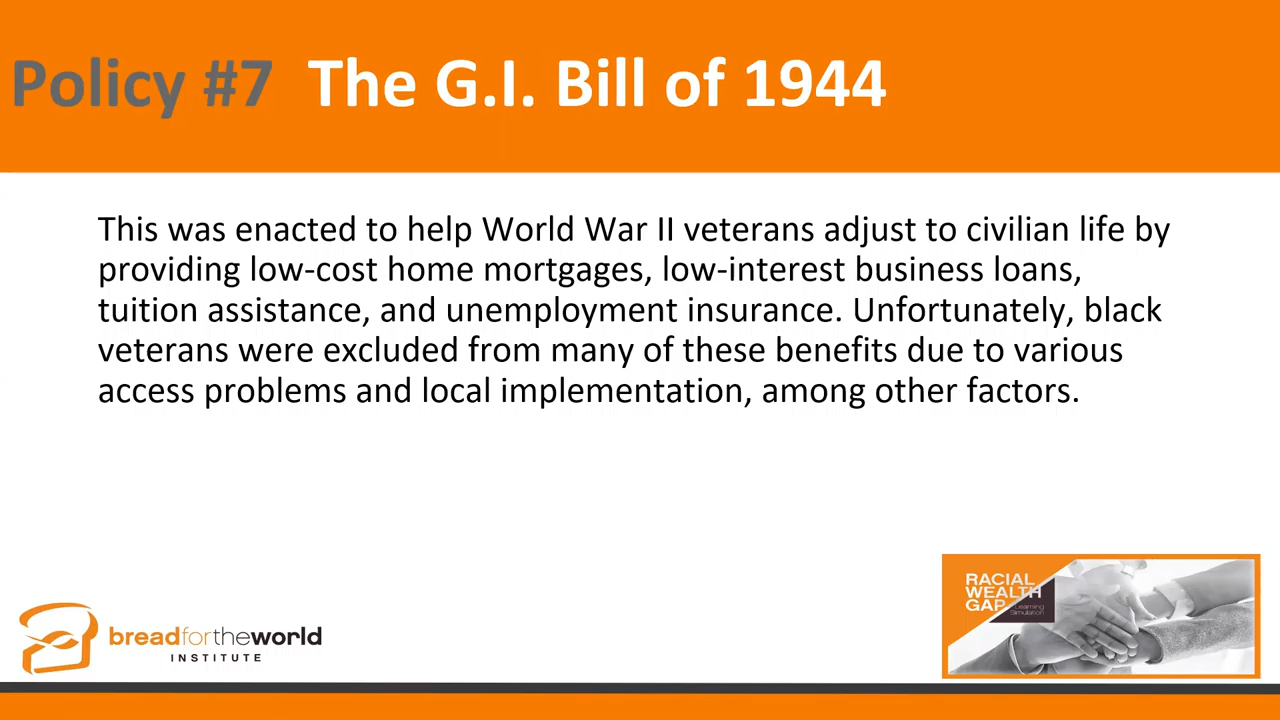 Policy #7 The G.I. Bill of 1944
This was enacted to help World War II veterans adjust to civilian life by
providing low-cost home mortgages, low-interest business loans,
tuition assistance, and unemployment insurance. Unfortunately, black
veterans were excluded from many of these benefits due to various
access problems and local implementation, among other factors.
RACIAL
WEALTH
GAP
Learning
Simulation
breadfortheworld
INSTITUTE